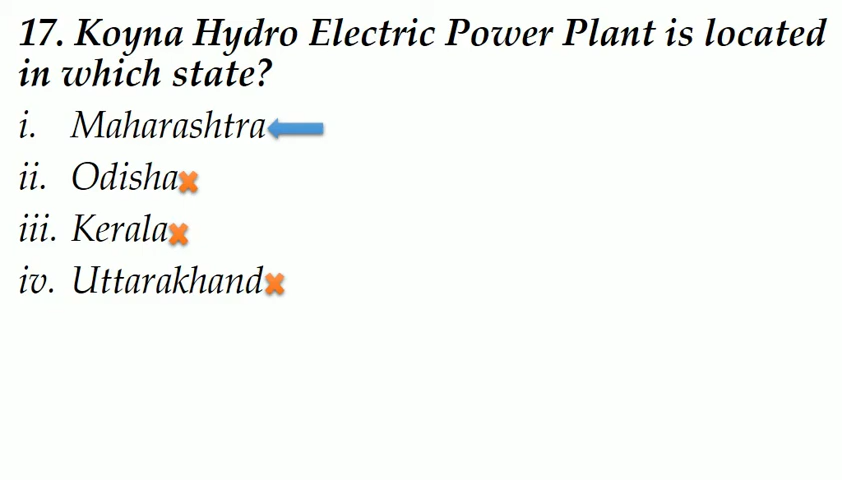 17. Koyna Hydro Electric Power Plant is located
in which state?
i. Maharashtra
ii. Odisha
iii. Kerala
iv. Uttarakhand